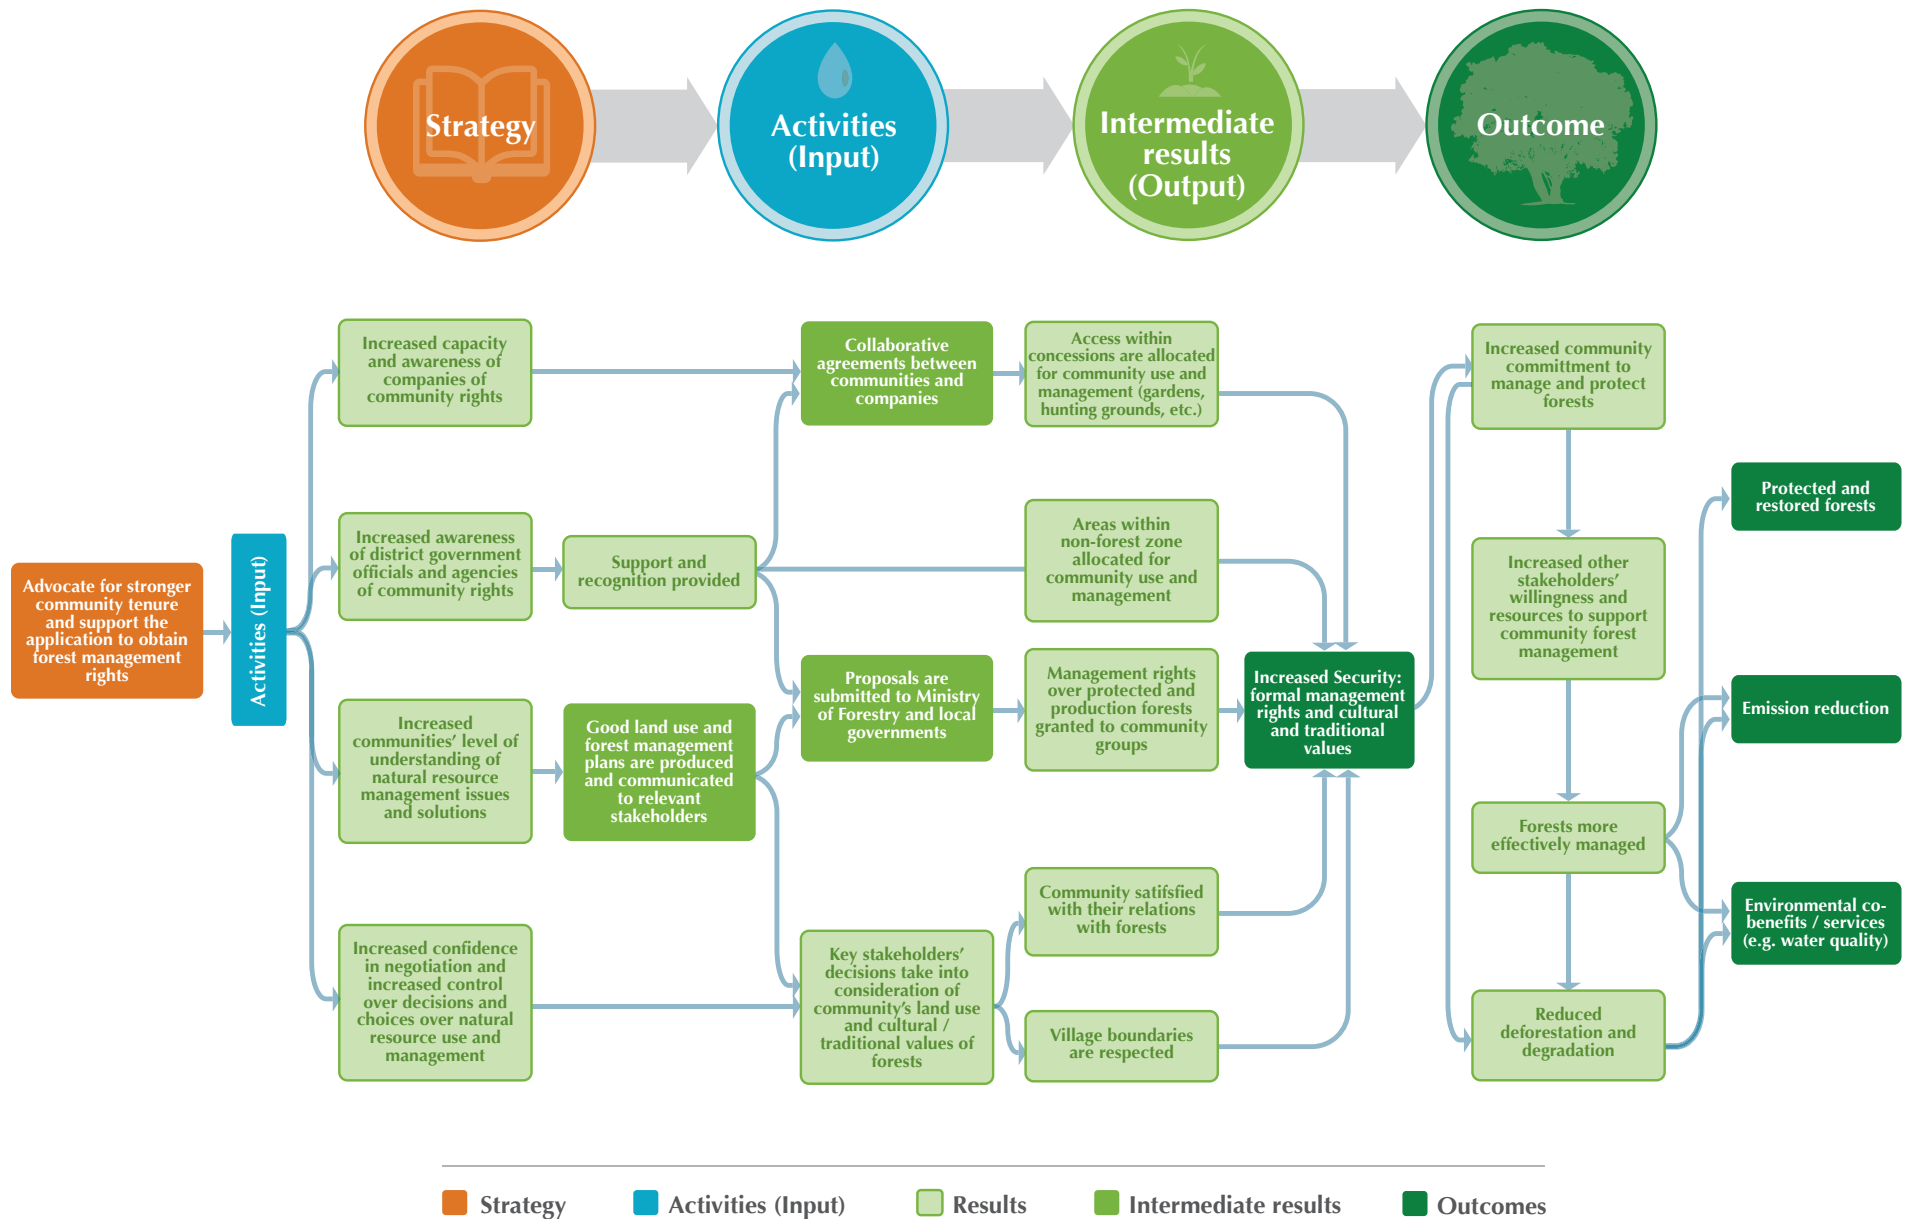 Strategy
Activities
(Input)
Intermediate
results
(Output)
Outcome
Advocate for stronger
community tenure
and support the
application to obtain
forest management
rights
Activities (Input)
Increased capacity
and awareness of
companies of
community rights
Increased awareness
of district government
officials and agencies
of community rights
Increased
communities’ level of
understanding of
natural resource
management issues
and solutions
Increased confidence
in negotiation and
increased control
over decisions and
choices over natural
resource use and
management
Support and
recognition provided
Good land use and
forest management
plans are produced
and communicated
to relevant
stakeholders
Collaborative
agreements between
communities and
companies
Proposals are
submitted to Ministry
of Forestry and local
governments
Key stakeholders’
decisions take into
consideration of
community’s land use
and cultural /
traditional values of
forests
Access within
concessions are allocated
for community use and
management (gardens,
hunting grounds, etc.)
Areas within
non-forest zone
allocated for
community use and
management
Management rights
over protected and
production forests
granted to community
groups
Community satifsfied
with their relations
with forests
Village boundaries
are respected
Increased Security:
formal management
rights and cultural
and traditional
values
Increased community
commitment to
manage and protect
forests
Increased other
stakeholders’
willingness and
resources to support
community forest
management
Forests more
effectively managed
Reduced
deforestation and
degradation
Protected and
restored forests
Emission reduction
Environmental co-
benefits / services
(e.g. water quality)
Strategy
Activities (Input)
Results
Intermediate results
Outcomes